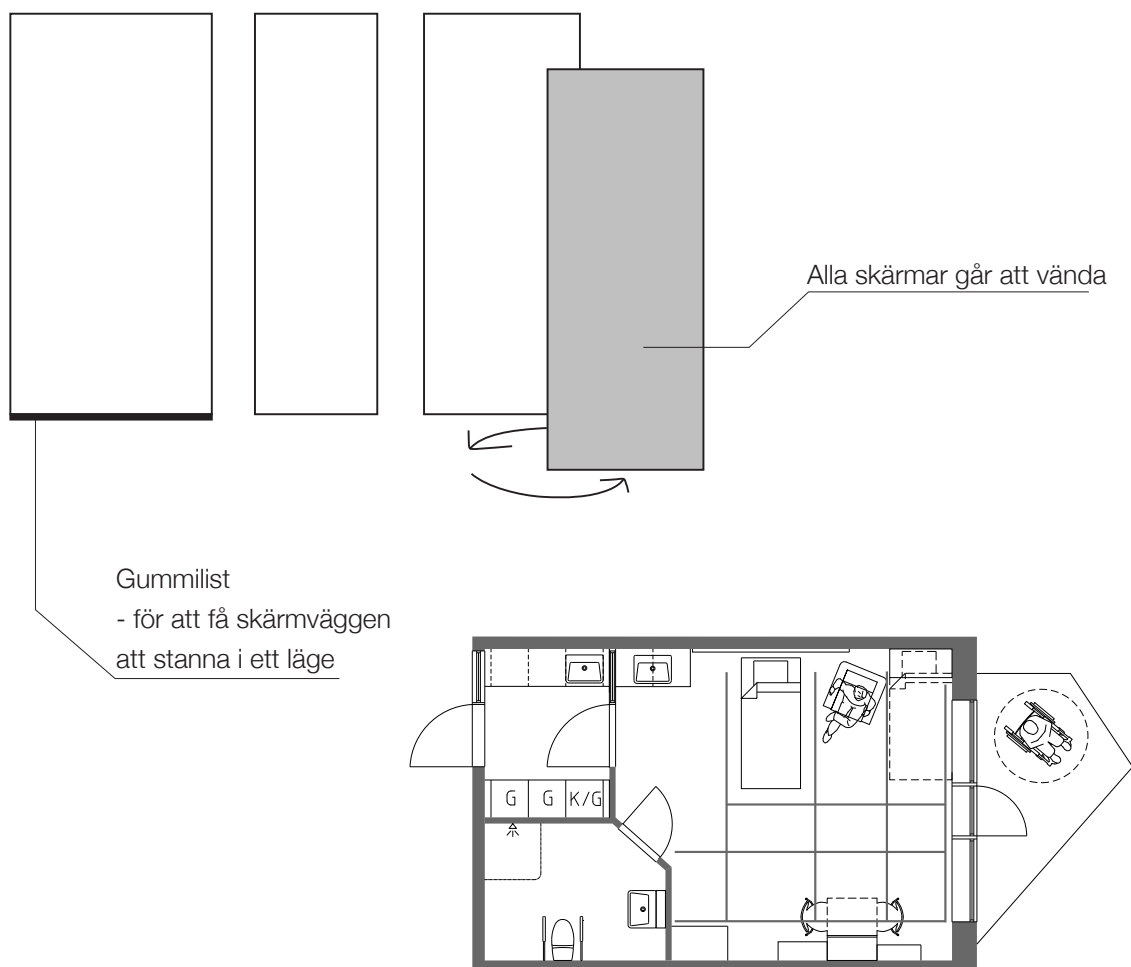 Alla skärmar går att vända
Gummilist
- för att få skärmväggen
att stanna i ett läge
G G K/G